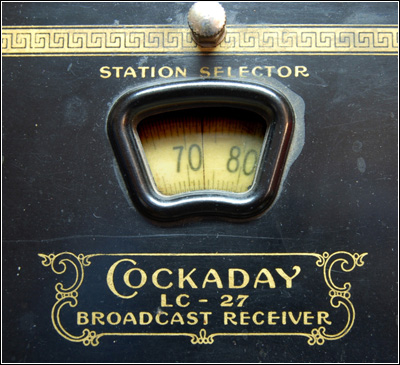 STATION SELECTOR
70 80
COCKADAY
LC - 27
BROADCAST RECEIVER